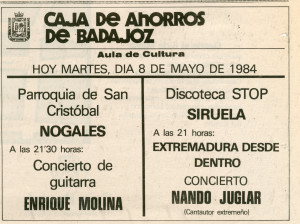 CAJA DE AHORROS
DE BADAJOZ
Aula de Cultura
HOY MARTES, DIA 8 DE MAYO DE 1984
Parroquia de San
Cristóbal
NOGALES
A las 21'30 horas:
Concierto de
guitarra
ENRIQUE MOLINA
Discoteca STOP
SIRUELA
A las 21 horas:
EXTREMADURA DESDE
DENTRO
CONCIERTO
NANDO JUGLAR
(Cantautor extremeño)